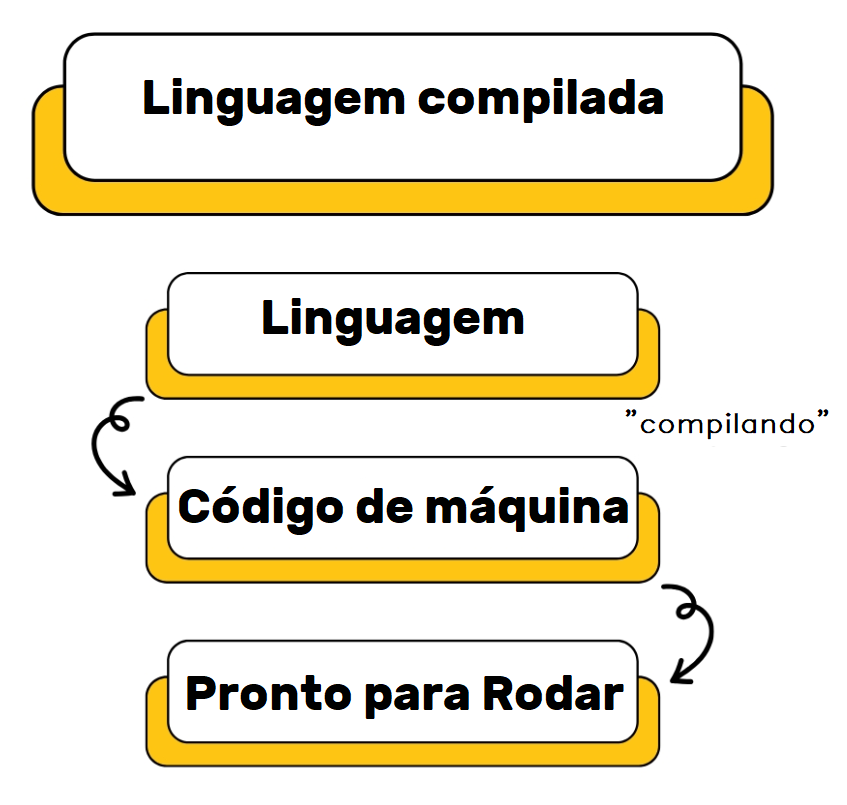 Linguagem compilada
Linguagem
”compilando”
Código de máquina
Pronto para Rodar